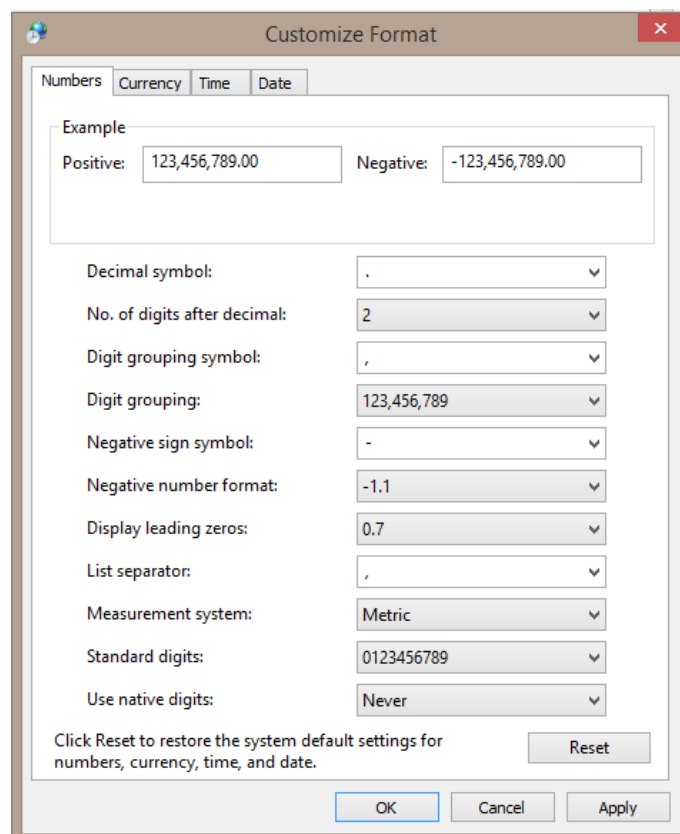 Customize Format
Numbers Currency Time Date
Example
Positive: 123,456,789.00 Negative: -123,456,789.00
Decimal symbol: .
No. of digits after decimal: 2
Digit grouping symbol: ,
Digit grouping: 123,456,789
Negative sign symbol: -
Negative number format: -1.1
Display leading zeros: 0.7
List separator: ,
Measurement system: Metric
Standard digits: 0123456789
Use native digits: Never
Click Reset to restore the system default settings for
numbers, currency, time, and date. Reset
OK Cancel Apply